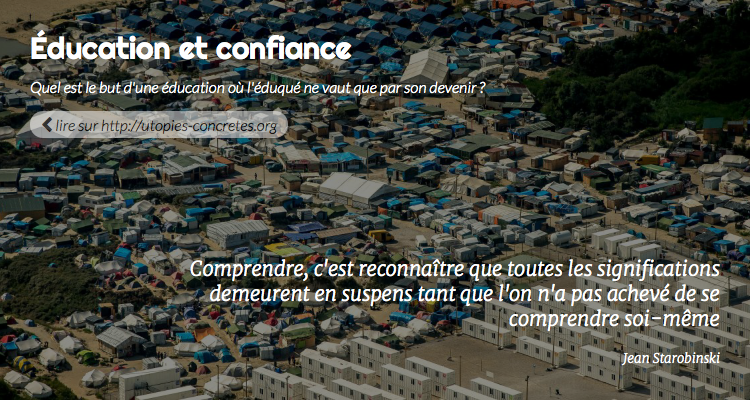 Éducation et confiance
Quel est le but d'une éducation où l'éduqué ne vaut que par son devenir ?
lire sur http://utopies-concretes.org
Comprendre, c'est reconnaître que toutes les significations
demeurent en suspens tant que l'on n'a pas achevé de se
comprendre soi-même
Jean Starobinski